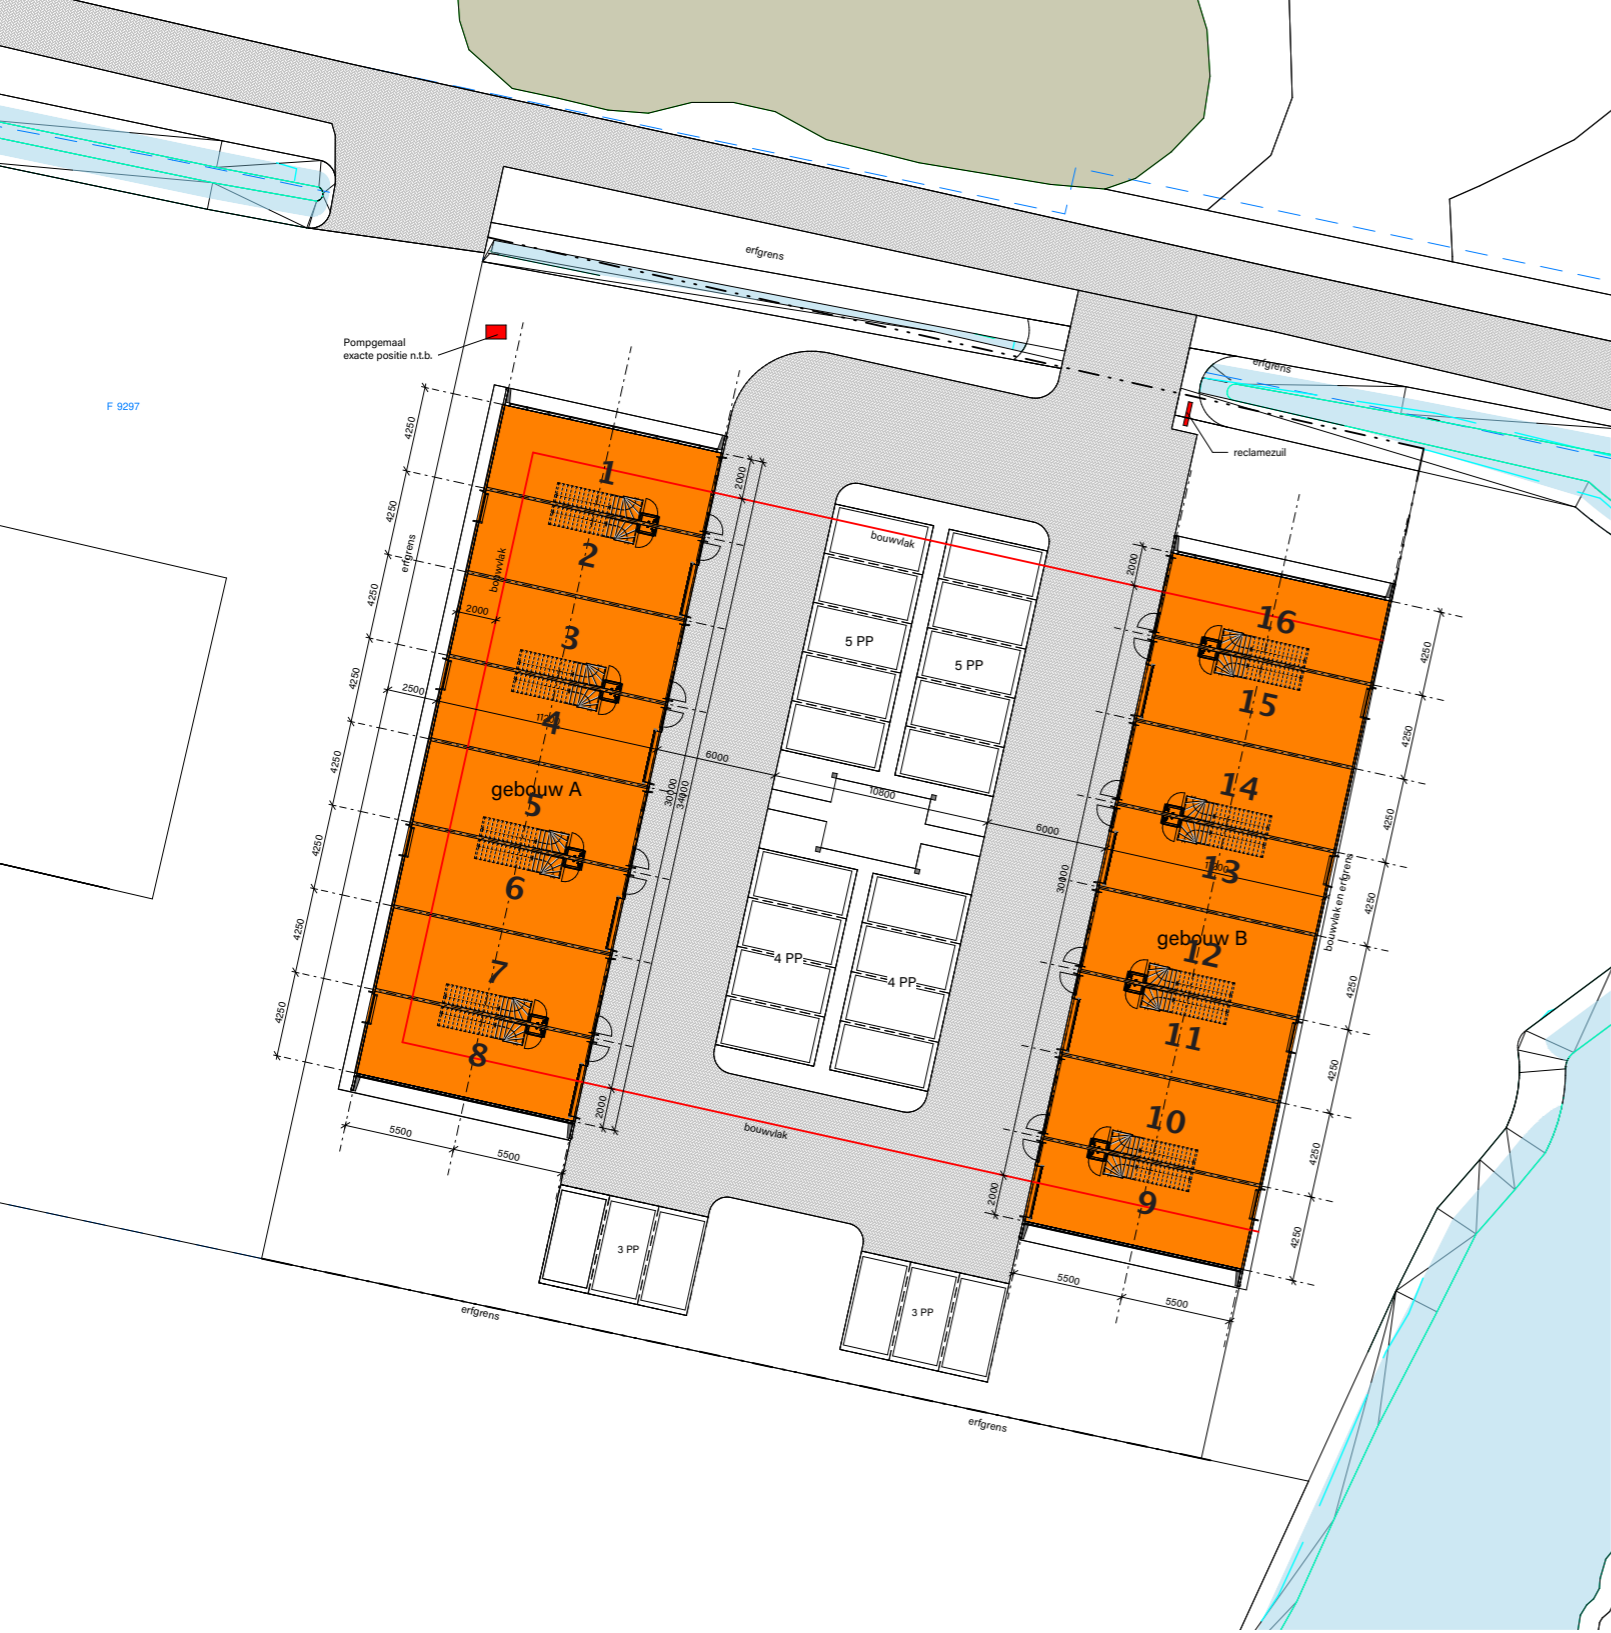 erfgrens
Pompgemaal
exacte positie n.t.b.
erfgrens
F 9297
reclamezuil
4250
4250
4250
4250
4250
4250
4250
4250
erfgrens
bouwvlak
2000
2500
1
2
3
4
5
6
7
8
gebouw A
5500
5500
2000
30000
34000
2000
6000
10800
6000
bouwvlak
5 PP
5 PP
4 PP
4 PP
bouwvlak
3 PP
3 PP
2000
30000
2000
16
15
14
13
12
11
10
9
gebouw B
bouwvlak en erfgrens
4250
4250
4250
4250
4250
4250
4250
4250
5500
5500
erfgrens
erfgrens